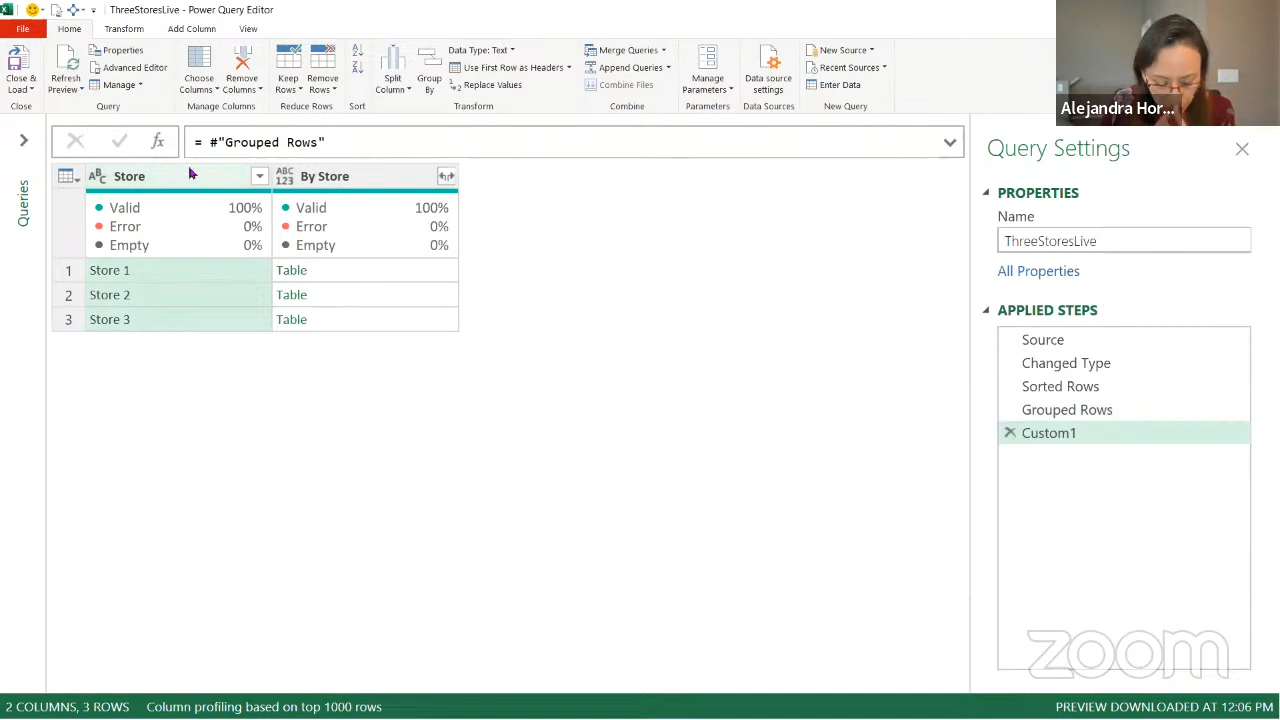 ThreeStoresLive - Power Query Editor
File
Home
Transform
Add Column
View
Close &
Load
Refresh
Preview
Properties
Advanced Editor
Manage
Choose
Columns
Remove
Columns
Keep
Rows
Remove
Rows
Split
Column
Group
By
Data Type: Text
Use First Row as Headers
Replace Values
Merge Queries
Append Queries
Combine Files
Manage
Parameters
Data source
settings
New Source
Recent Sources
Enter Data
Close
Query
Manage Columns
Reduce Rows
Sort
Transform
Combine
Parameters
Data Sources
New Query
Alejandra Hor...
fx
= #"Grouped Rows"
Queries
ABC
Store
ABC
123
By Store
Valid 100%
Error 0%
Empty 0%
Valid 100%
Error 0%
Empty 0%
1 Store 1 Table
2 Store 2 Table
3 Store 3 Table
Query Settings
PROPERTIES
Name
ThreeStoresLive
All Properties
APPLIED STEPS
Source
Changed Type
Sorted Rows
Grouped Rows
Custom1
zoom
2 COLUMNS, 3 ROWS
Column profiling based on top 1000 rows
PREVIEW DOWNLOADED AT 12:06 PM